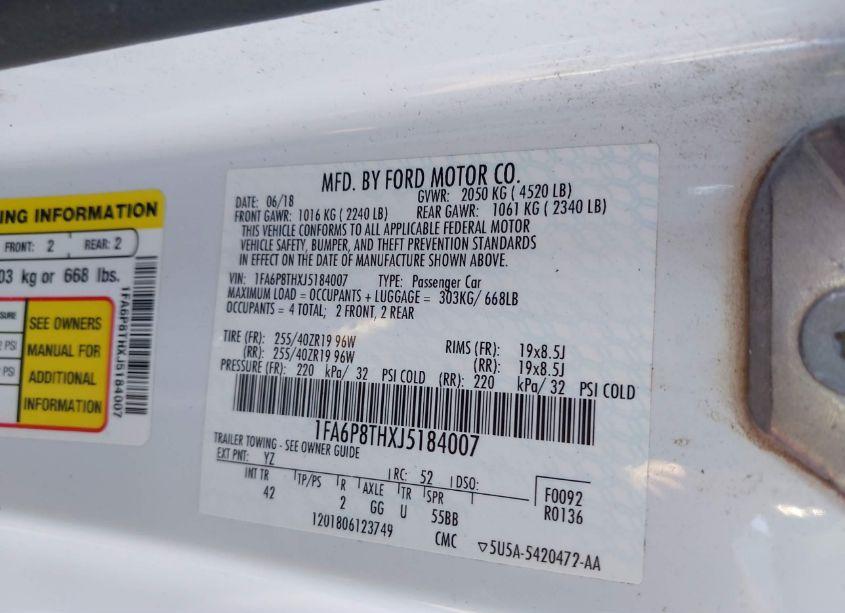 ING INFORMATION
FRONT: 2 REAR: 2
03 kg or 668 lbs.
SEE OWNERS
MANUAL FOR
ADDITIONAL
INFORMATION
PSI
PSI
1FA6P8THXJ5184007
MFD. BY FORD MOTOR CO.
DATE: 06/18 GVWR: 2050 KG ( 4520 LB)
FRONT GAWR: 1016 KG ( 2240 LB) REAR GAWR: 1061 KG ( 2340 LB)
THIS VEHICLE CONFORMS TO ALL APPLICABLE FEDERAL MOTOR
VEHICLE SAFETY, BUMPER, AND THEFT PREVENTION STANDARDS
IN EFFECT ON THE DATE OF MANUFACTURE SHOWN ABOVE.
VIN: 1FA6P8THXJ5184007 TYPE: Passenger Car
MAXIMUM LOAD = OCCUPANTS + LUGGAGE = 303KG/ 668LB
OCCUPANTS = 4 TOTAL; 2 FRONT, 2 REAR
TIRE (FR): 255/40ZR19 96W RIMS (FR): 19x8.5J
(RR): 255/40ZR19 96W (RR): 19x8.5J
PRESSURE (FR): 220 kPa/ 32 PSI COLD (RR): 220 kPa/ 32 PSI COLD
1FA6P8THXJ5184007
TRAILER TOWING - SEE OWNER GUIDE
EXT PNT: YZ RC: 52 DSO:
INT TR TP/PS R AXLE TR SPR F0092
42 2 GG U 55BB R0136
1201806123749 CMC ▽5U5A-5420472-AA